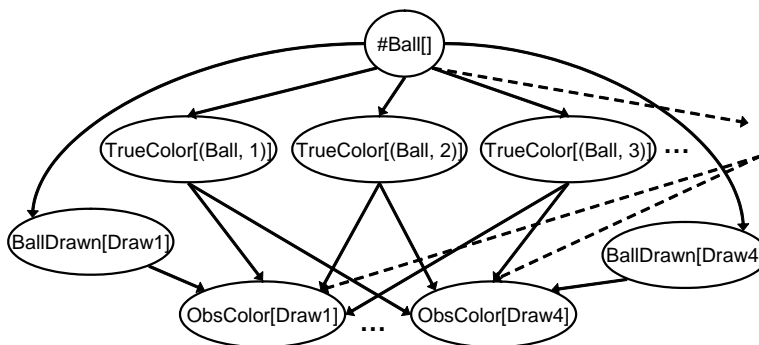 #Ball[]
TrueColor[(Ball, 1)] TrueColor[(Ball, 2)] TrueColor[(Ball, 3)] ...
BallDrawn[Draw1] BallDrawn[Draw4
ObsColor[Draw1] ... ObsColor[Draw4]